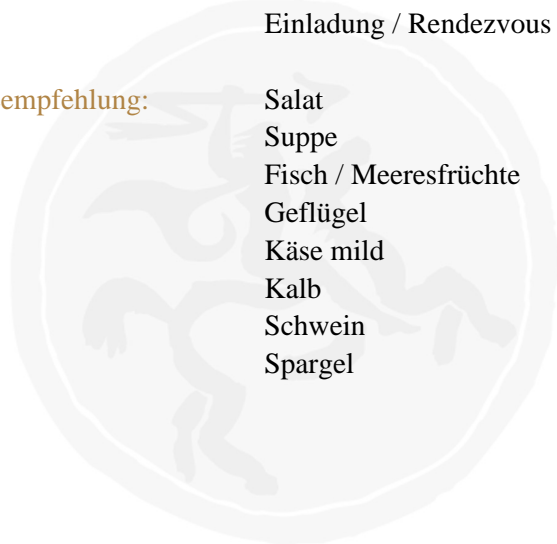 Einladung / Rendezvous
empfehlung: Salat
Suppe
Fisch / Meeresfrüchte
Geflügel
Käse mild
Kalb
Schwein
Spargel